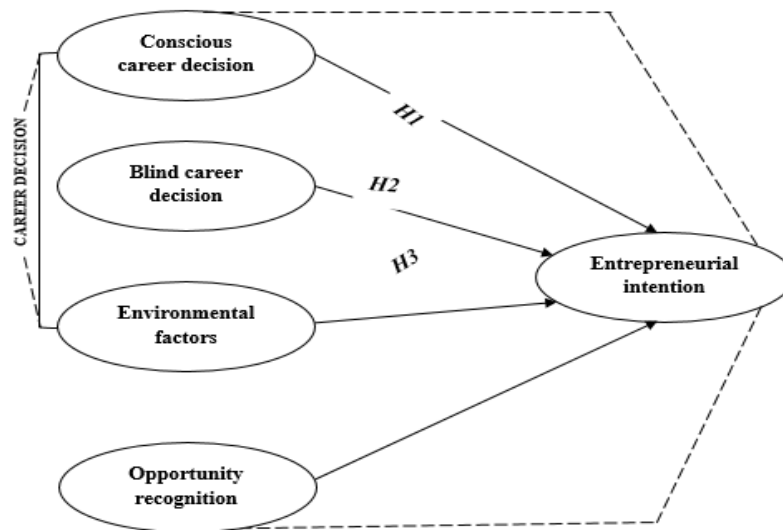 Conscious
career decision
H1
CAREER DECISION
Blind career
decision
H2
H3
Entrepreneurial
intention
Environmental
factors
Opportunity
recognition